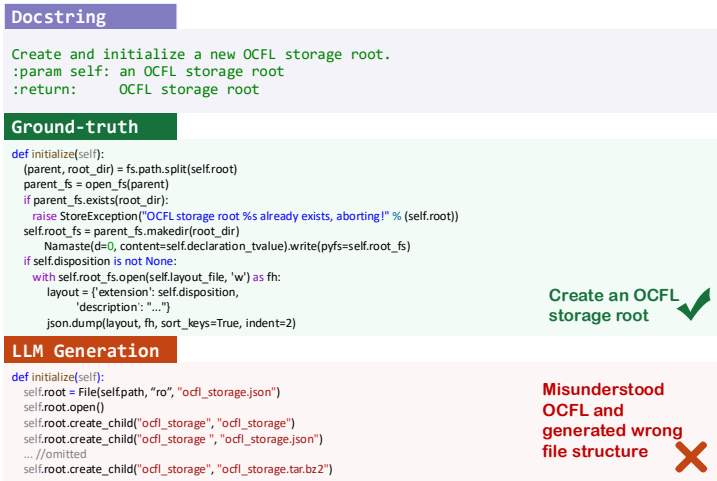 Docstring
Create and initialize a new OCFL storage root.
:param self: an OCFL storage root
:return:     OCFL storage root
Ground-truth
def initialize(self):
    (parent, root_dir) = fs.path.split(self.root)
    parent_fs = open_fs(parent)
    if parent_fs.exists(root_dir):
        raise StoreException("OCFL storage root %s already exists, aborting!" % (self.root))
    self.root_fs = parent_fs.makedir(root_dir)
        Namaste(d=0, content=self.declaration_tvalue).write(pyfs=self.root_fs)
    if self.disposition is not None:
        with self.root_fs.open(self.layout_file, 'w') as fh:
            layout = {'extension': self.disposition,
                    'description': "..."}
            json.dump(layout, fh, sort_keys=True, indent=2)
Create an OCFL
storage root
LLM Generation
def initialize(self):
    self.root = File(self.path, “ro”, "ocfl_storage.json")
    self.root.open()
    self.root.create_child("ocfl_storage", "ocfl_storage")
    self.root.create_child("ocfl_storage ", "ocfl_storage.json")
    ... //omitted
    self.root.create_child("ocfl_storage", "ocfl_storage.tar.bz2")
Misunderstood
OCFL and
generated wrong
file structure